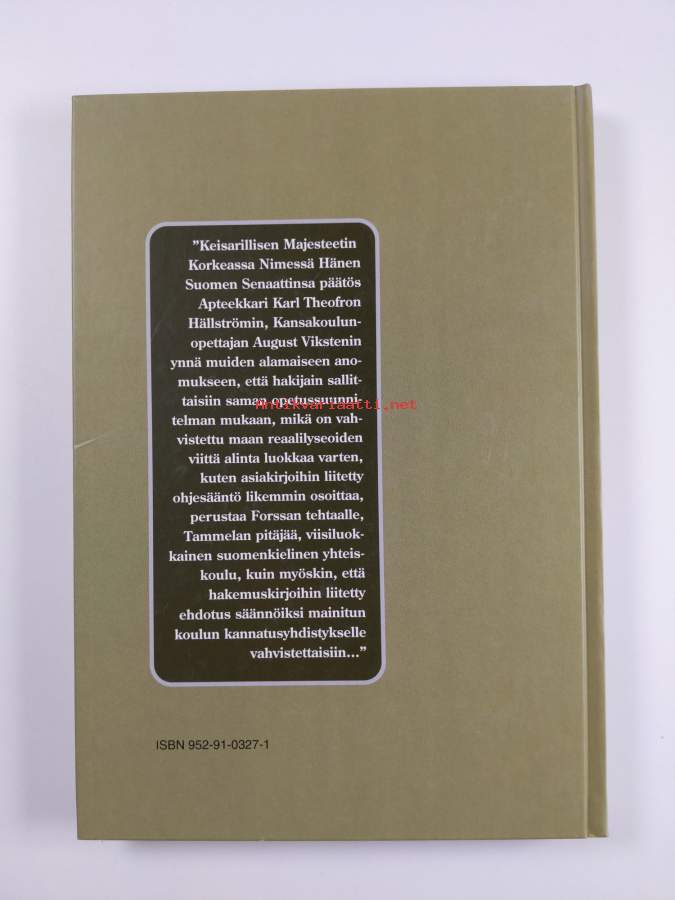 "Keisarillisen Majesteetin
Korkeassa Nimessä Hänen
Suomen Senaattinsa päätös
Apteekkari Karl Theofron
Hällströmin, Kansakoulun-
opettajan August Vikstenin
ynnä muiden alamaiseen ano-
mukseen, että hakijain sallit-
taisiin saman opetussuunni-
Antikvariaatti.net
telman mukaan, mikä on vah-
vistettu maan reaalilyseoiden
viittä alinta luokkaa varten,
kuten asiakirjoihin liitetty
ohjesääntö likemmin osoittaa,
perustaa Forssan tehtaalle,
Tammelan pitäjää, viisiluok-
kainen suomenkielinen yhteis-
koulu, kuin myöskin, että
hakemuskirjoihin liitetty
ehdotus säännöiksi mainitun
koulun kannatusyhdistykselle
vahvistettaisiin..."
ISBN 952-91-0327-1